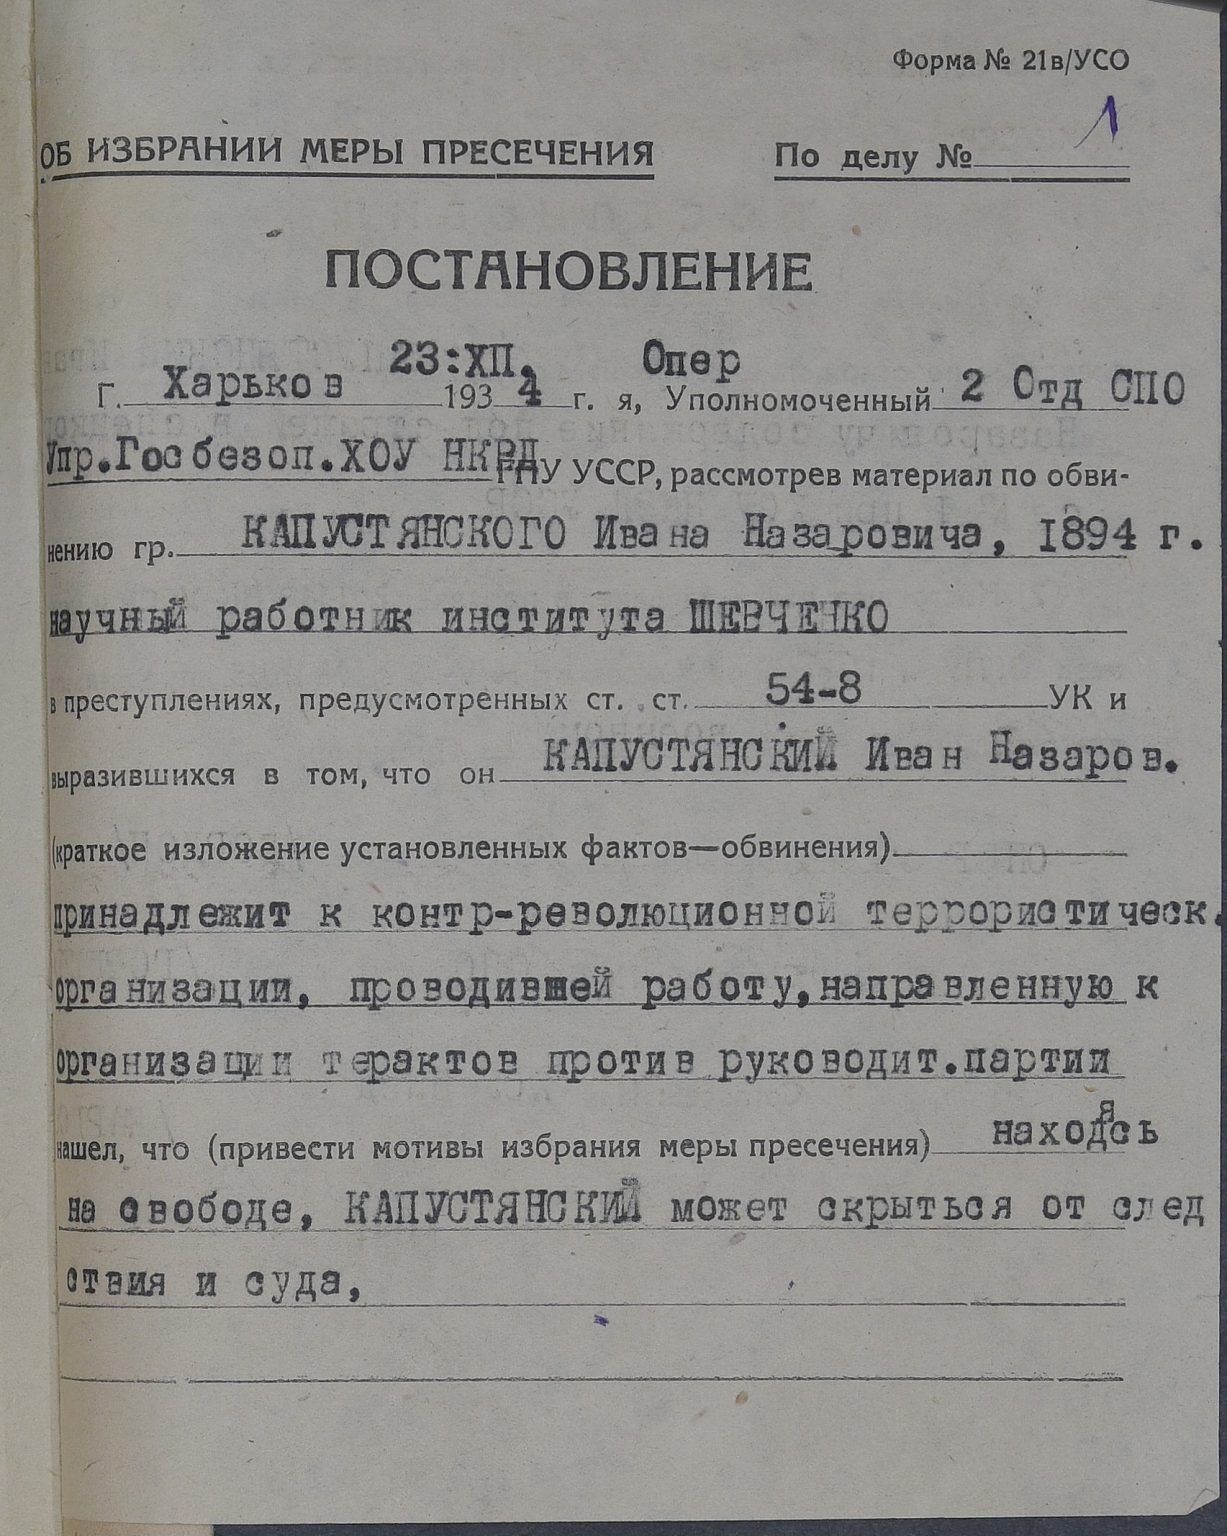 Форма № 21в/УСО
1
ОБ ИЗБРАНИИ МЕРЫ ПРЕСЕЧЕНИЯ По делу №
ПОСТАНОВЛЕНИЕ
г. Харьков 23:XII. 1934 г. я, Опер Уполномоченный 2 Отд СПО
Упр.Госбезоп.ХОУ НКВД ГПУ УССР, рассмотрев материал по обви-
нению гр. КАПУСТЯНСКОГО Ивана Назаровича, 1894 г.
научный работник института ШЕВЧЕНКО
в преступлениях, предусмотренных ст. ст. 54-8 УК и
выразившихся в том, что он КАПУСТЯНСКИЙ Иван Назаров.
(краткое изложение установленных фактов—обвинения)
принадлежит к контр-революционной террористическ.
организации, проводившей работу,направленную к
организации терактов против руководит.партии
нашел, что (привести мотивы избрания меры пресечения) находясь
на свободе, КАПУСТЯНСКИЙ может скрыться от след
ствия и суда,